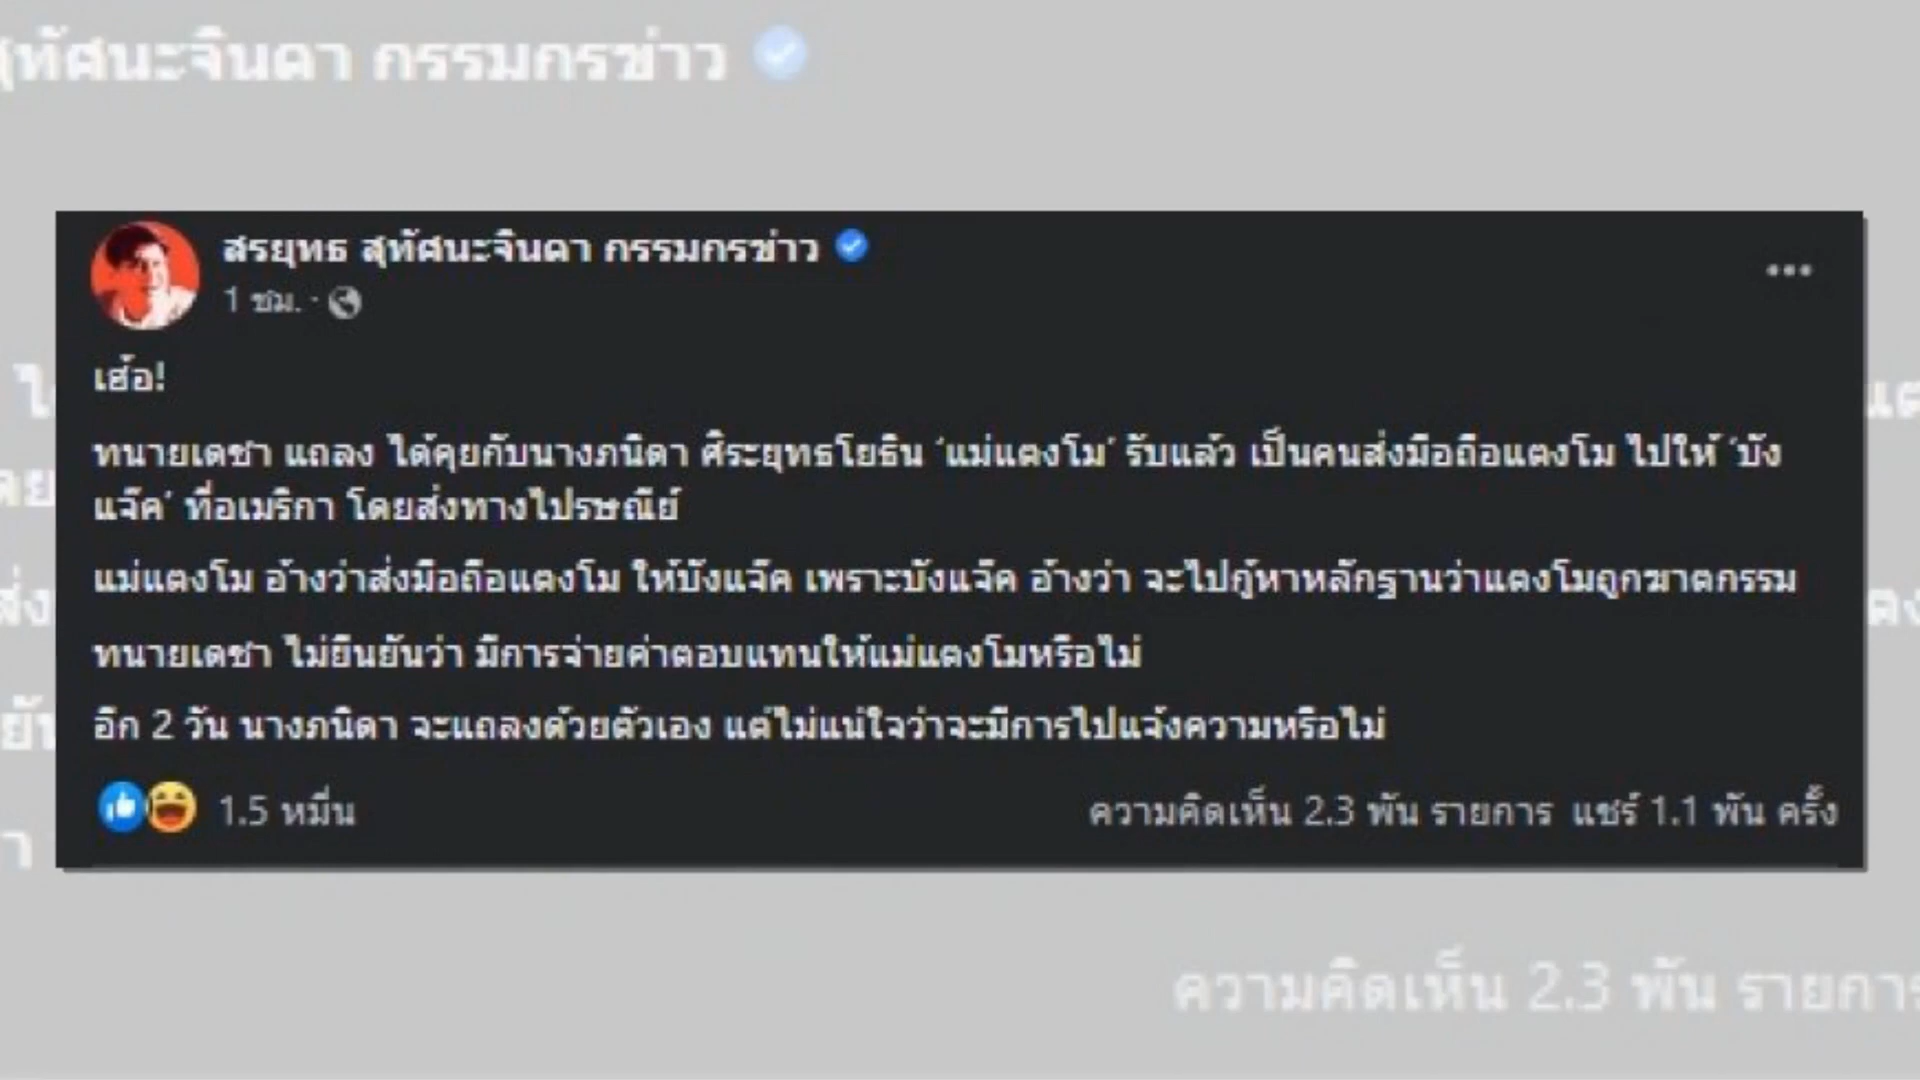 สุทัศนะจินดา กรรมกรข่าว
สรยุทธ สุทัศนะจินดา กรรมกรข่าว
1 ชม. ·
เฮ้อ!
ทนายเดชา แถลง ได้คุยกับนางภนิดา ศิระยุทธโยธิน ‘แม่แตงโม’ รับแล้ว เป็นคนส่งมือถือแตงโม ไปให้ ‘บัง
แจ๊ค’ ที่อเมริกา โดยส่งทางไปรษณีย์
แม่แตงโม อ้างว่าส่งมือถือแตงโม ให้บังแจ๊ค เพราะบังแจ๊ค อ้างว่า จะไปกู้หาหลักฐานว่าแตงโมถูกฆาตกรรม
ทนายเดชา ไม่ยืนยันว่า มีการจ่ายค่าตอบแทนให้แม่แตงโมหรือไม่
อีก 2 วัน นางภนิดา จะแถลงด้วยตัวเอง แต่ไม่แน่ใจว่าจะมีการไปแจ้งความหรือไม่
1.5 หมื่น ความคิดเห็น 2.3 พัน รายการ แชร์ 1.1 พัน ครั้ง
ความคิดเห็น 2.3 พัน รายการ